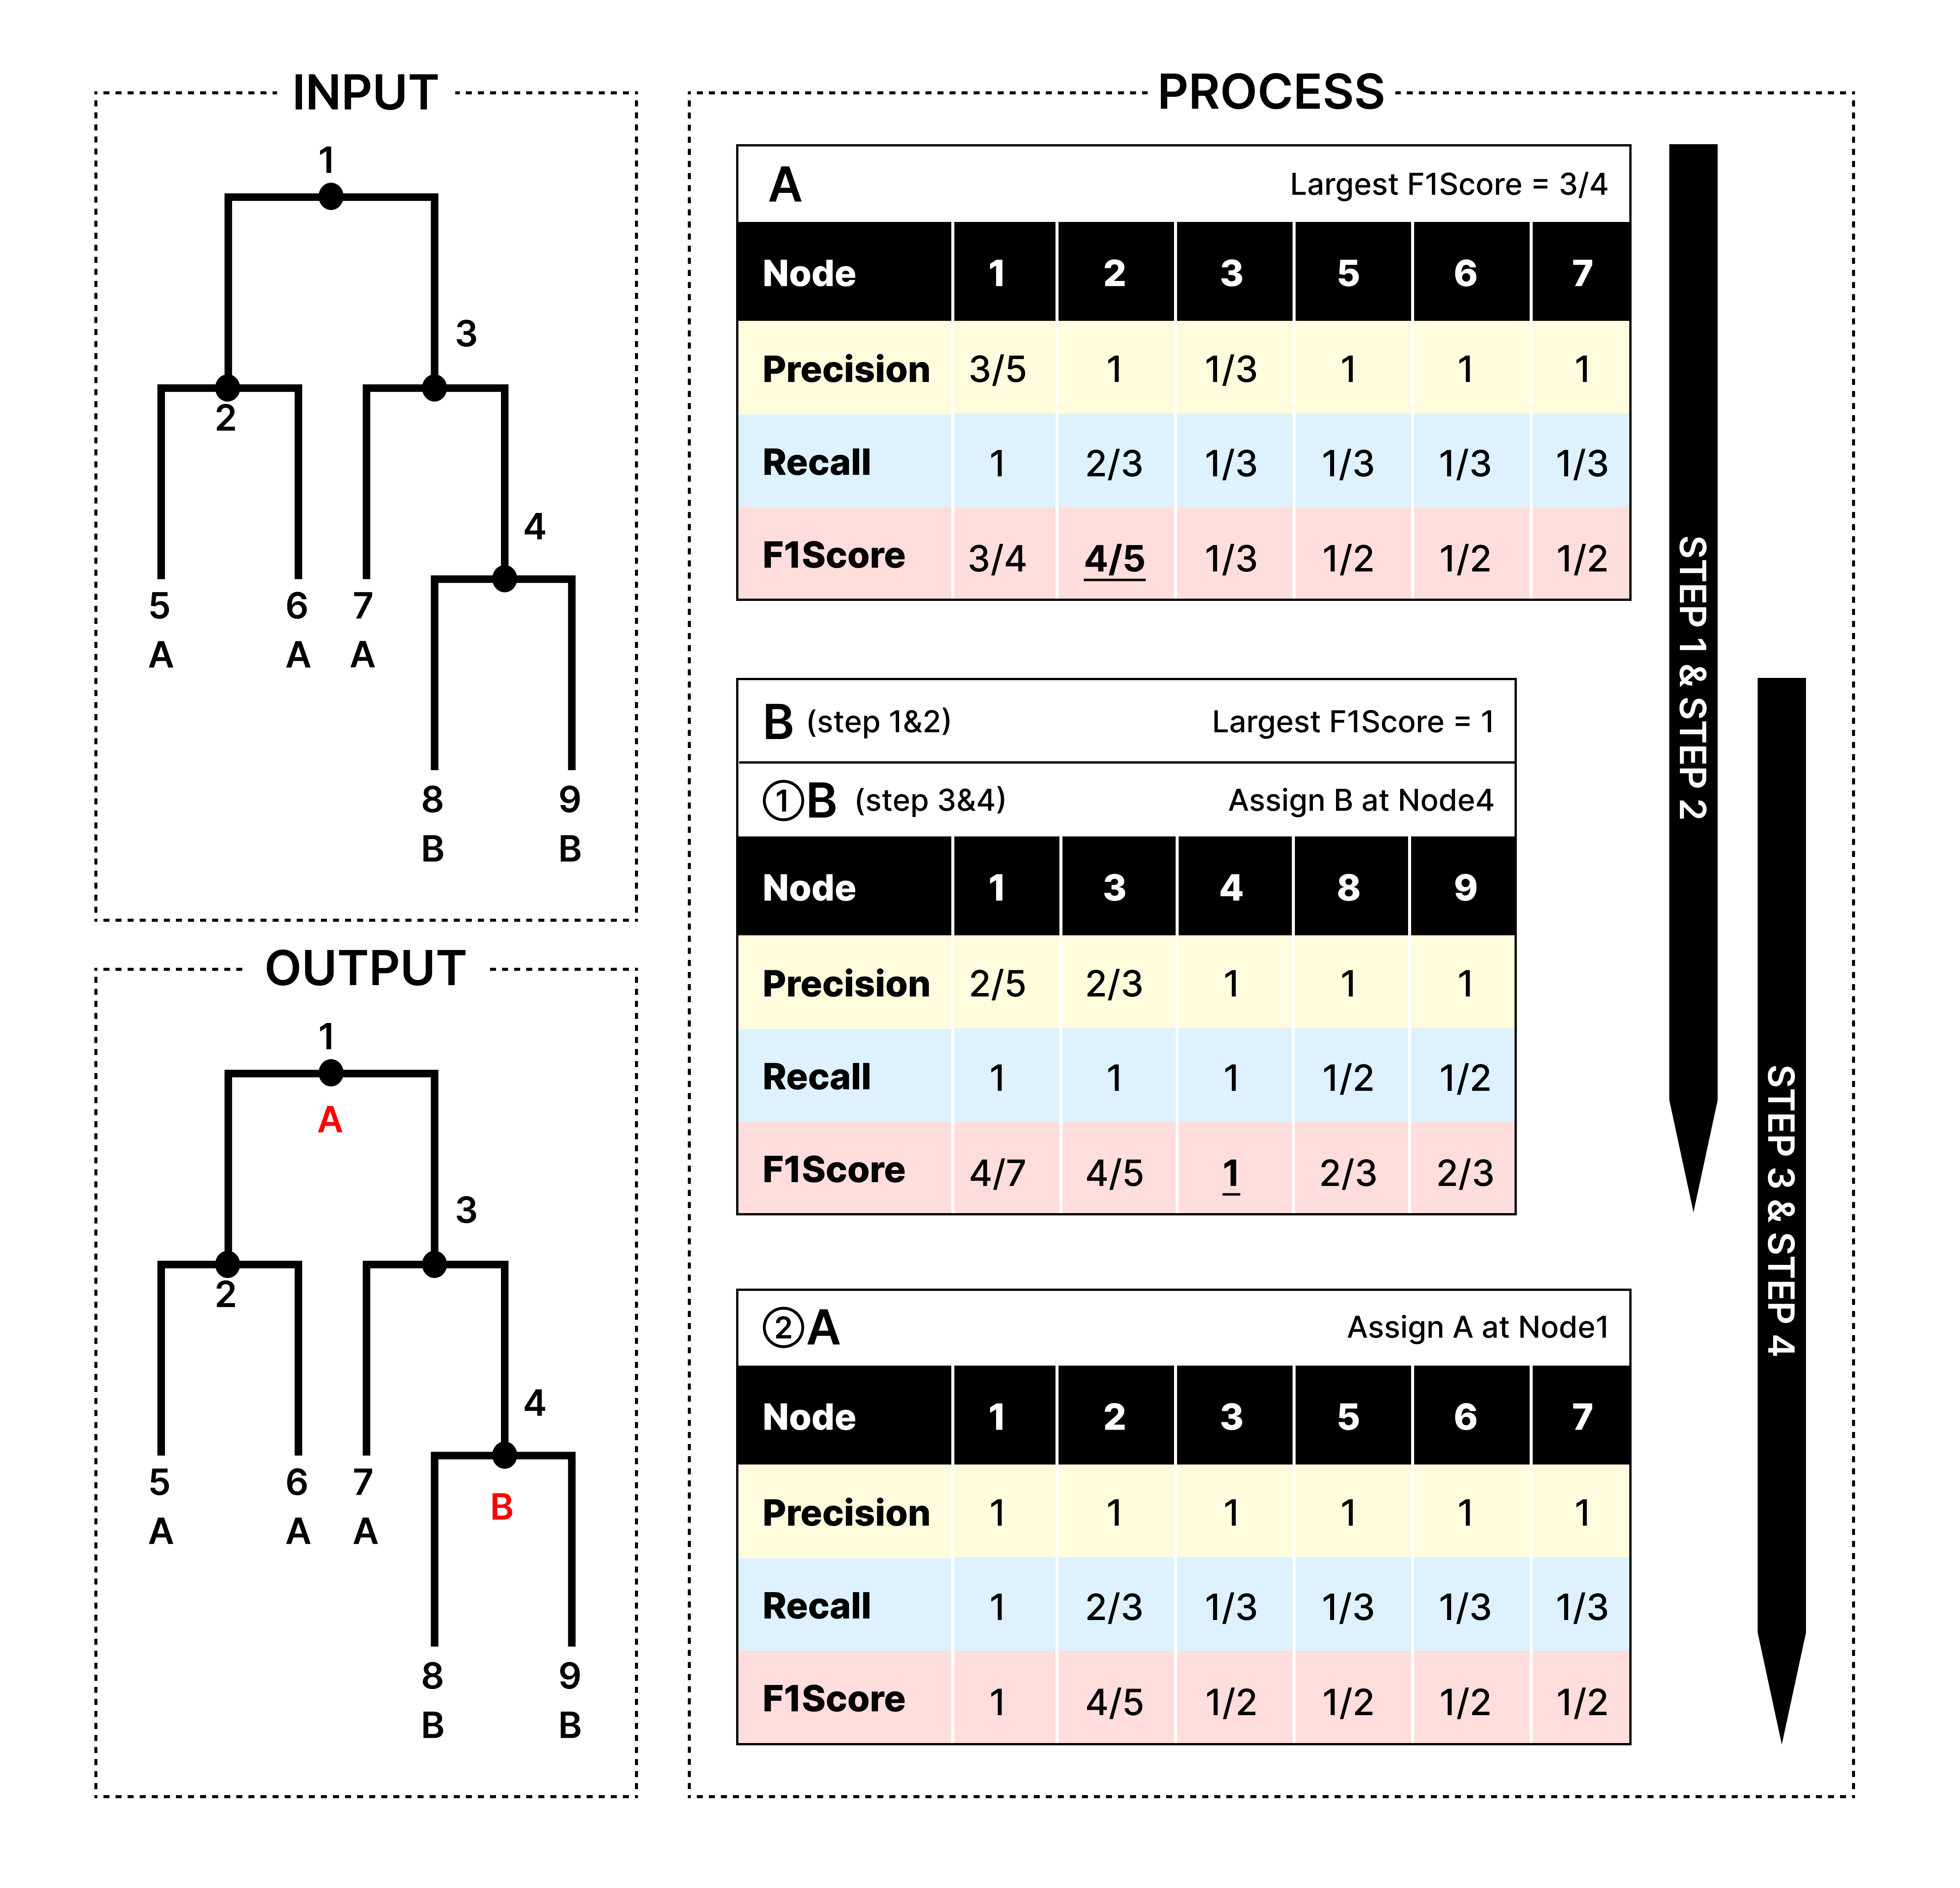 INPUT
1
3
2
4
5 6 7
A A A
8 9
B B
OUTPUT
1
A
3
2
4
5 6 7
B
A A A
8 9
B B
PROCESS
A Largest F1Score = 3/4
Node 1 2 3 5 6 7
Precision 3/5 1 1/3 1 1 1
Recall 1 2/3 1/3 1/3 1/3 1/3
F1Score 3/4 4/5 1/3 1/2 1/2 1/2
B (step 1&2) Largest F1Score = 1
①B (step 3&4) Assign B at Node4
Node 1 3 4 8 9
Precision 2/5 2/3 1 1 1
Recall 1 1 1 1/2 1/2
F1Score 4/7 4/5 1 2/3 2/3
②A Assign A at Node1
Node 1 2 3 5 6 7
Precision 1 1 1 1 1 1
Recall 1 2/3 1/3 1/3 1/3 1/3
F1Score 1 4/5 1/2 1/2 1/2 1/2
STEP 1 & STEP 2
STEP 3 & STEP 4